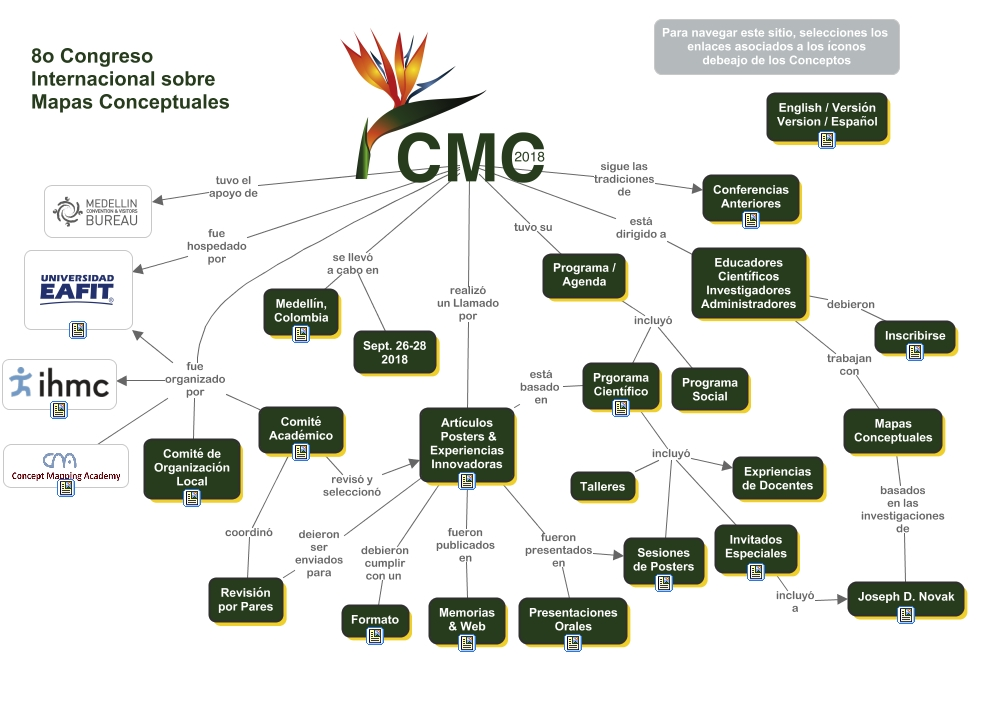 8o Congreso
Internacional sobre
Mapas Conceptuales
Para navegar este sitio, selecciones los
enlaces asociados a los íconos
debeajo de los Conceptos
English / Versión
Version / Español
CMC
2018
tuvo el
apoyo de
MEDELLIN
CONVENTION & VISITORS
BUREAU
sigue las
tradiciones
de
Conferencias
Anteriores
fue
hospedado
por
UNIVERSIDAD
EAFIT
se llevó
a cabo en
Medellín,
Colombia
Sept. 26-28
2018
realizó
un Llamado
por
tuvo su
Programa /
Agenda
está
dirigido a
Educadores
Científicos
Investigadores
Administradores
debieron
Inscribirse
incluyó
trabajan
con
ihmc
fue
organizado
por
está
basado
en
Prgorama
Científico
Programa
Social
Mapas
Conceptuales
Concept Mapping Academy
Comité de
Organización
Local
Comité
Académico
Artículos
Posters &
Experiencias
Innovadoras
revisó y
seleccionó
incluyó
Talleres
Expriencias
de Docentes
basados
en las
investigaciones
de
coordinó
deieron
ser
enviados
para
debieron
cumplir
con un
fueron
publicados
en
fueron
presentados
en
Sesiones
de Posters
Invitados
Especiales
Revisión
por Pares
Formato
Memorias
& Web
Presentaciones
Orales
incluyó
a
Joseph D. Novak